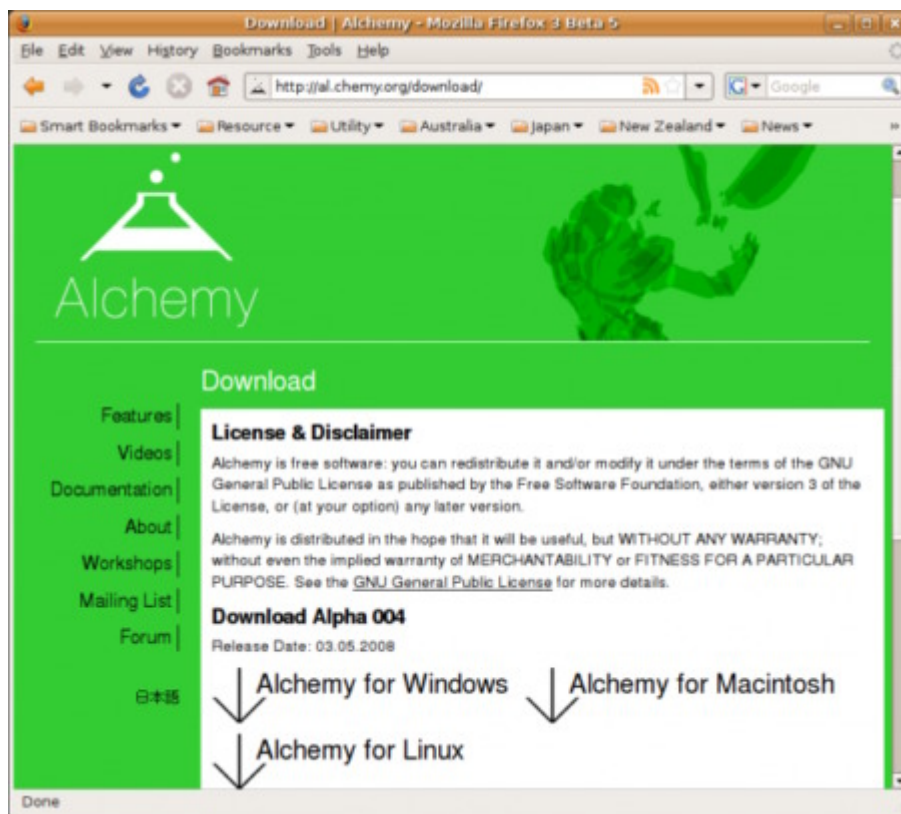 Download | Alchemy - Mozilla Firefox 3 Beta 5
File Edit View History Bookmarks Tools Help
http://al.chemy.org/download/
Google
Smart Bookmarks Resource Utility Australia Japan New Zealand News
Alchemy
Download
Features
Videos
Documentation
About
Workshops
Mailing List
Forum
日本語
License & Disclaimer
Alchemy is free software: you can redistribute it and/or modify it under the terms of the GNU
General Public License as published by the Free Software Foundation, either version 3 of the
License, or (at your option) any later version.
Alchemy is distributed in the hope that it will be useful, but WITHOUT ANY WARRANTY;
without even the implied warranty of MERCHANTABILITY or FITNESS FOR A PARTICULAR
PURPOSE. See the GNU General Public License for more details.
Download Alpha 004
Release Date: 03.05.2008
Alchemy for Windows
Alchemy for Macintosh
Alchemy for Linux
Done